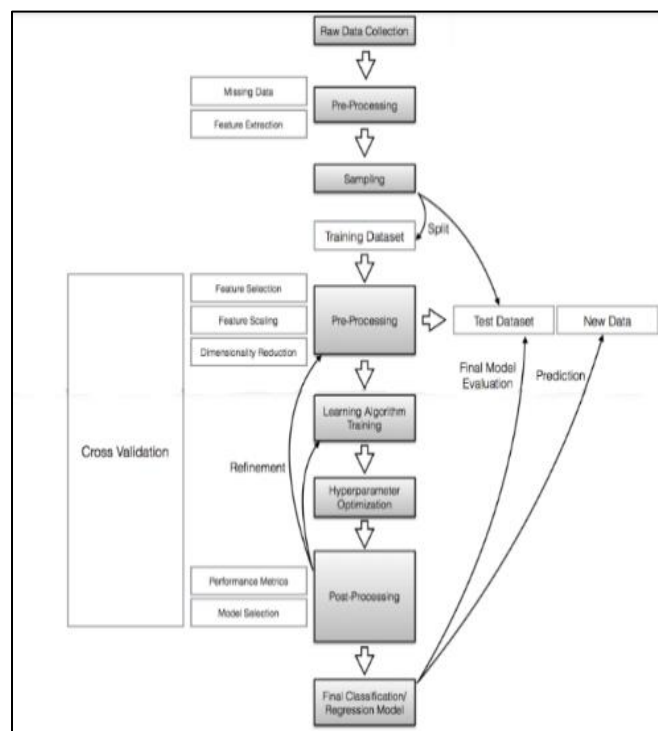 Raw Data Collection
Missing Data
Pre-Processing
Feature Extraction
Sampling
Split
Training Dataset
Feature Selection
Feature Scaling
Pre-Processing
Dimensionality Reduction
Test Dataset
New Data
Final Model
Evaluation
Prediction
Learning Algorithm
Training
Cross Validation
Refinement
Hyperparameter
Optimization
Performance Metrics
Post-Processing
Model Selection
Final Classification/
Regression Model